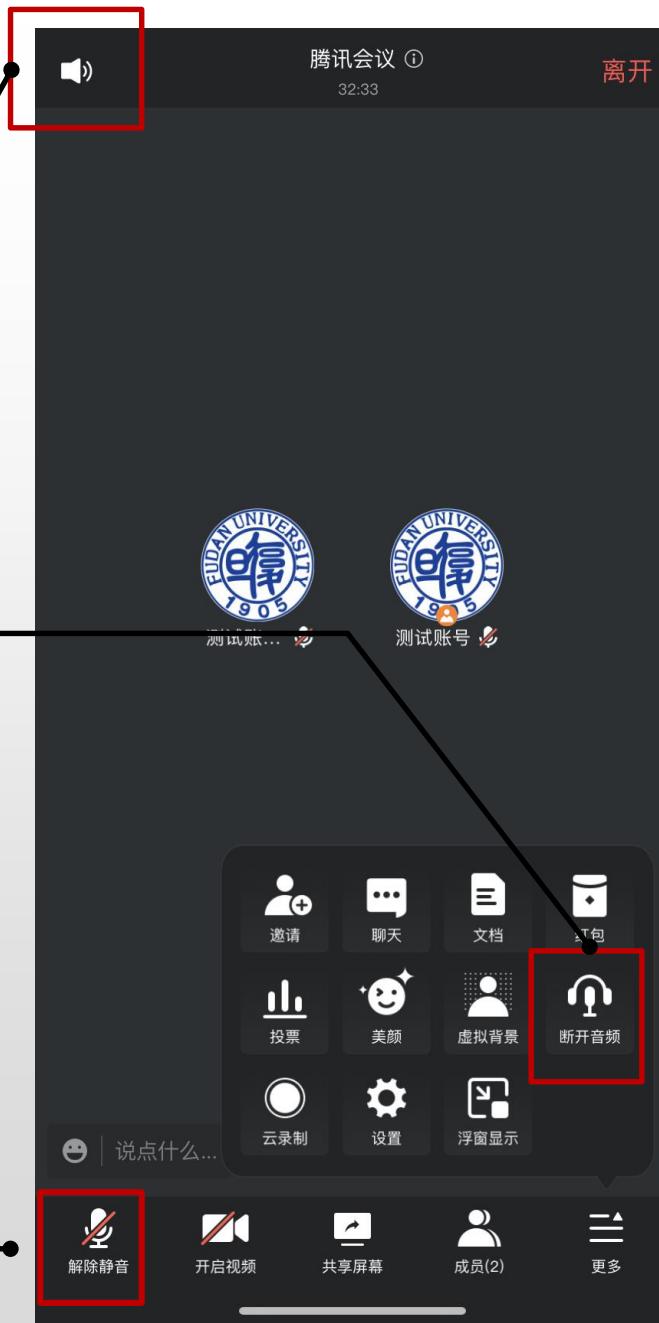 腾讯会议
32:33
离开
FUDAN UNIVERSITY
1905
FUDAN UNIVERSITY
测试账...
测试账号
邀请
聊天
文档
投票
美颜
虚拟背景
断开音频
云录制
设置
浮窗显示
说点什么...
解除静音
开启视频
共享屏幕
成员(2)
更多